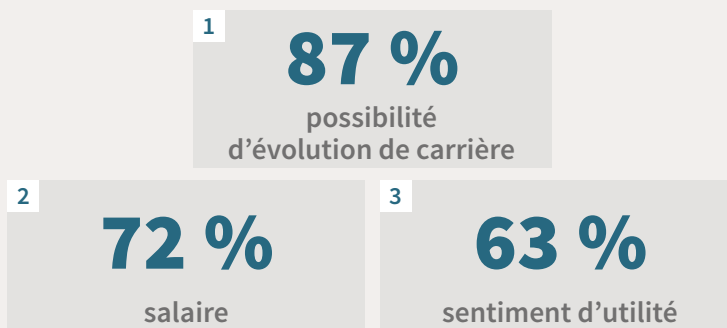 1
87 %
possibilité
d’évolution de carrière
2
72 %
salaire
3
63 %
sentiment d’utilité